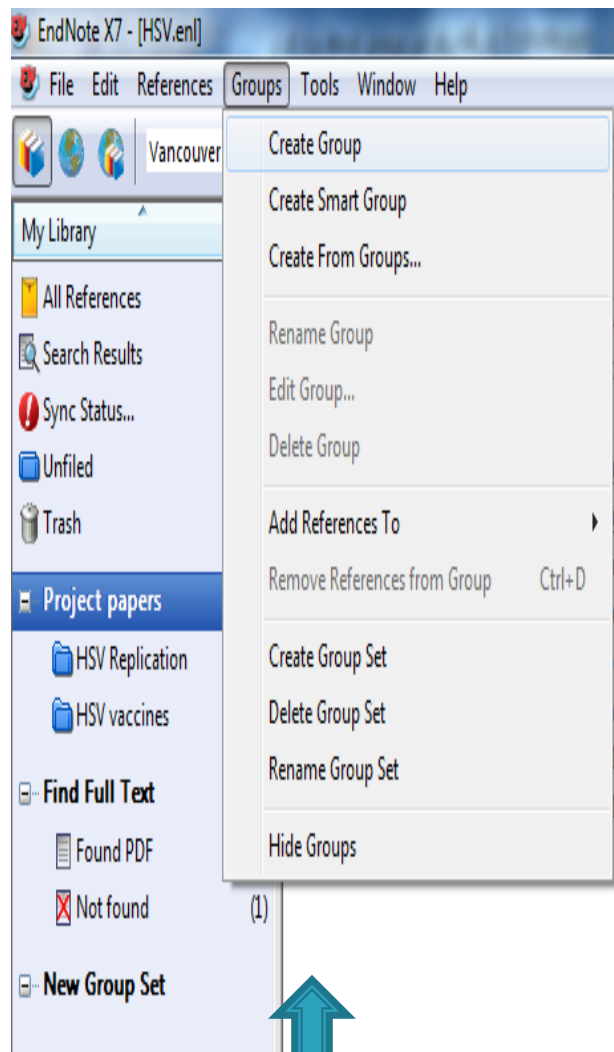 EndNote X7 - [HSV.enl]
File Edit References Groups Tools Window Help
Vancouver
My Library
All References
Search Results
Sync Status...
Unfiled
Trash
Project papers
HSV Replication
HSV vaccines
Find Full Text
Found PDF
Not found (1)
New Group Set
Create Group
Create Smart Group
Create From Groups...
Rename Group
Edit Group...
Delete Group
Add References To
Remove References from Group Ctrl+D
Create Group Set
Delete Group Set
Rename Group Set
Hide Groups